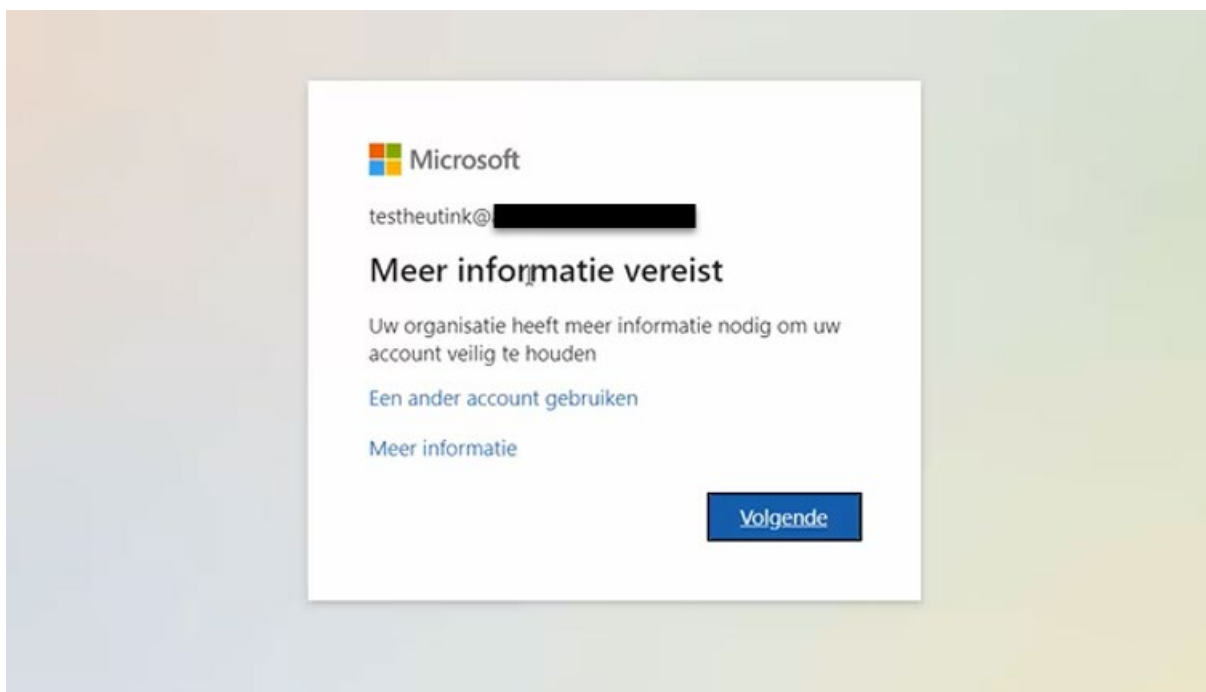 Microsoft
testheutink@
Meer informatie vereist
Uw organisatie heeft meer informatie nodig om uw
account veilig te houden
Een ander account gebruiken
Meer informatie
Volgende